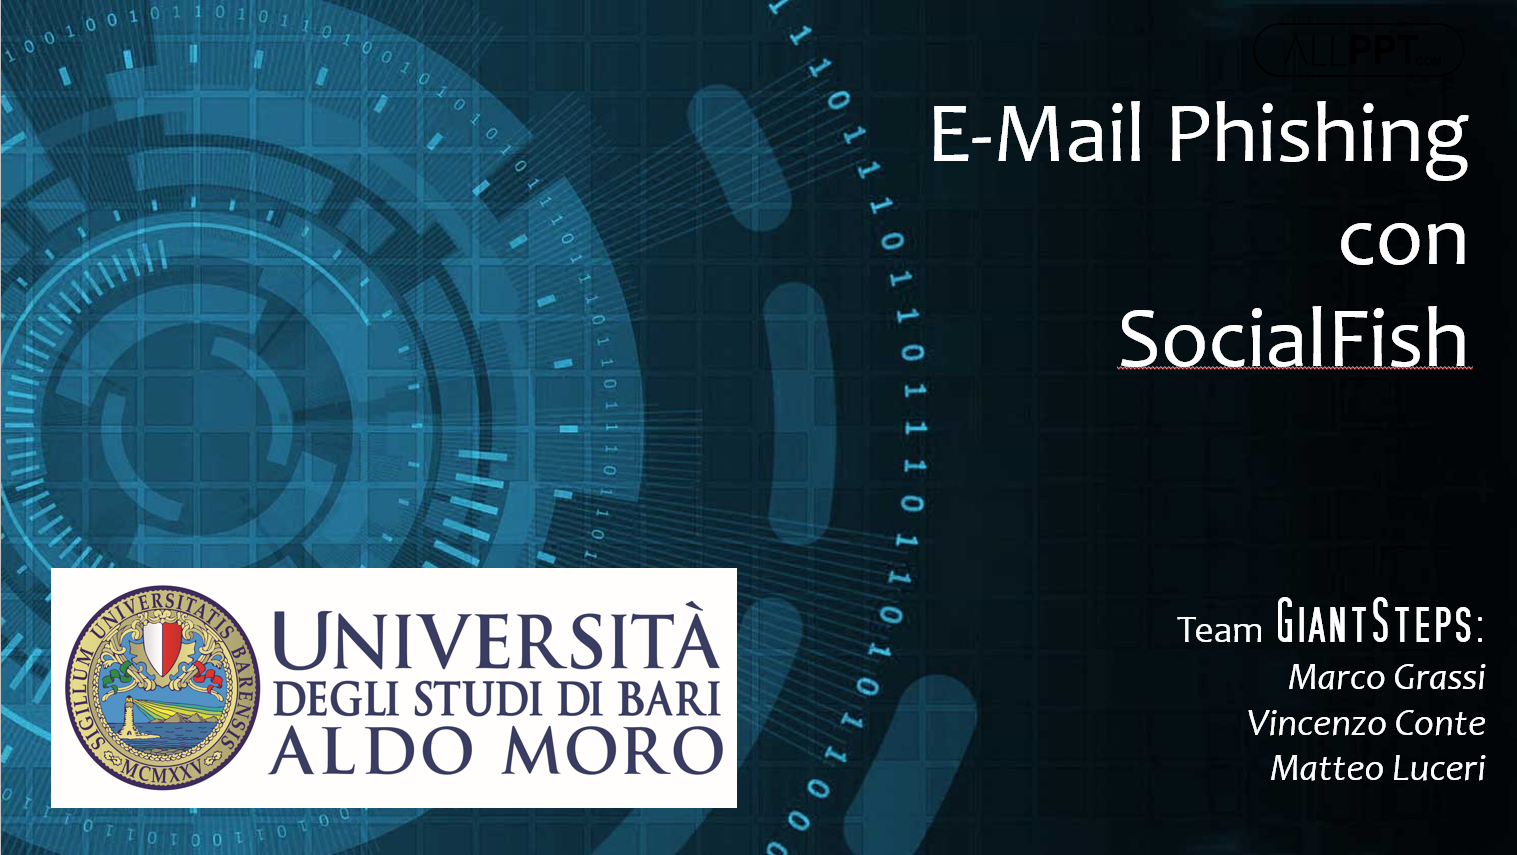 ALLPPT.COM
E-Mail Phishing
con
SocialFish
SIGILLUM UNIVERSITATIS BARENSIS
MCMXXV
UNIVERSITÀ
DEGLI STUDI DI BARI
ALDO MORO
Team GIANTSTEPS:
Marco Grassi
Vincenzo Conte
Matteo Luceri